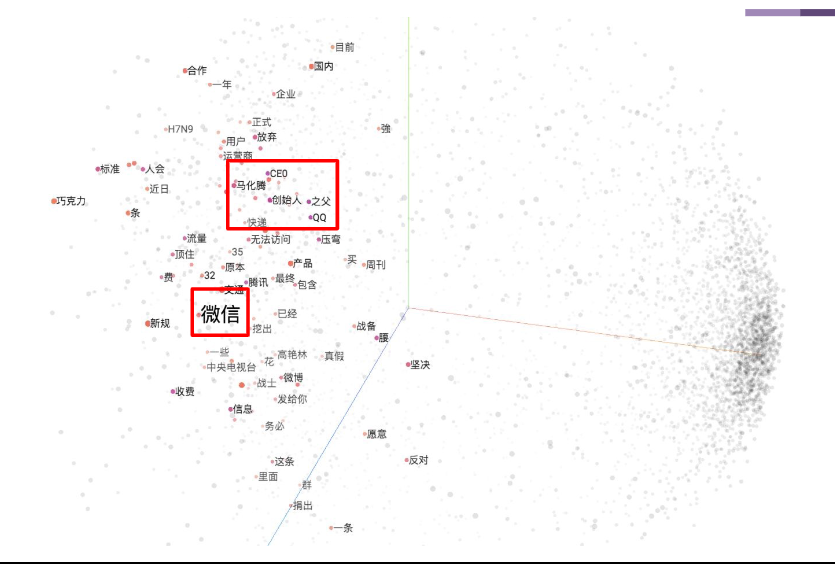 目前
国内
合作
一年
企业
H7N9
正式
強
用户
放弃
运营商
标准
人会
CEO
马化腾
近日
巧克力
创始人
之父
条
QQ
快递
流量
无法访问
压弯
顶住
35
产品
买
周刊
原本
费
32
腾讯
最终
包含
交通
微信
新规
已经
挖出
战备
腰
一些
高艳林
真假
花
中央电视台
坚决
微博
战士
收费
发给你
信息
务必
愿意
这条
反对
里面
群
捐出
一条